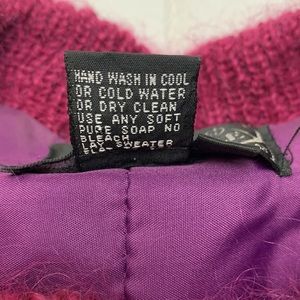 HAND WASH IN COOL
OR COLD WATER
OR DRY CLEAN
USE ANY SOFT
PURE SOAP NO
BLEACH
LAY SWEATER